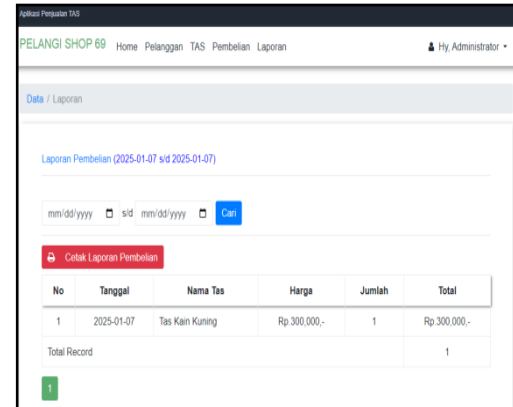 Aplikasi Penjualan TAS
PELANGI SHOP 69 Home Pelanggan TAS Pembelian Laporan Hy, Administrator
Data / Laporan
Laporan Pembelian (2025-01-07 s/d 2025-01-07)
mm/dd/yyyy s/d mm/dd/yyyy Cari
Cetak Laporan Pembelian
No Tanggal Nama Tas Harga Jumlah Total
1 2025-01-07 Tas Kain Kuning Rp.300,000,- 1 Rp.300,000,-
Total Record 1
1